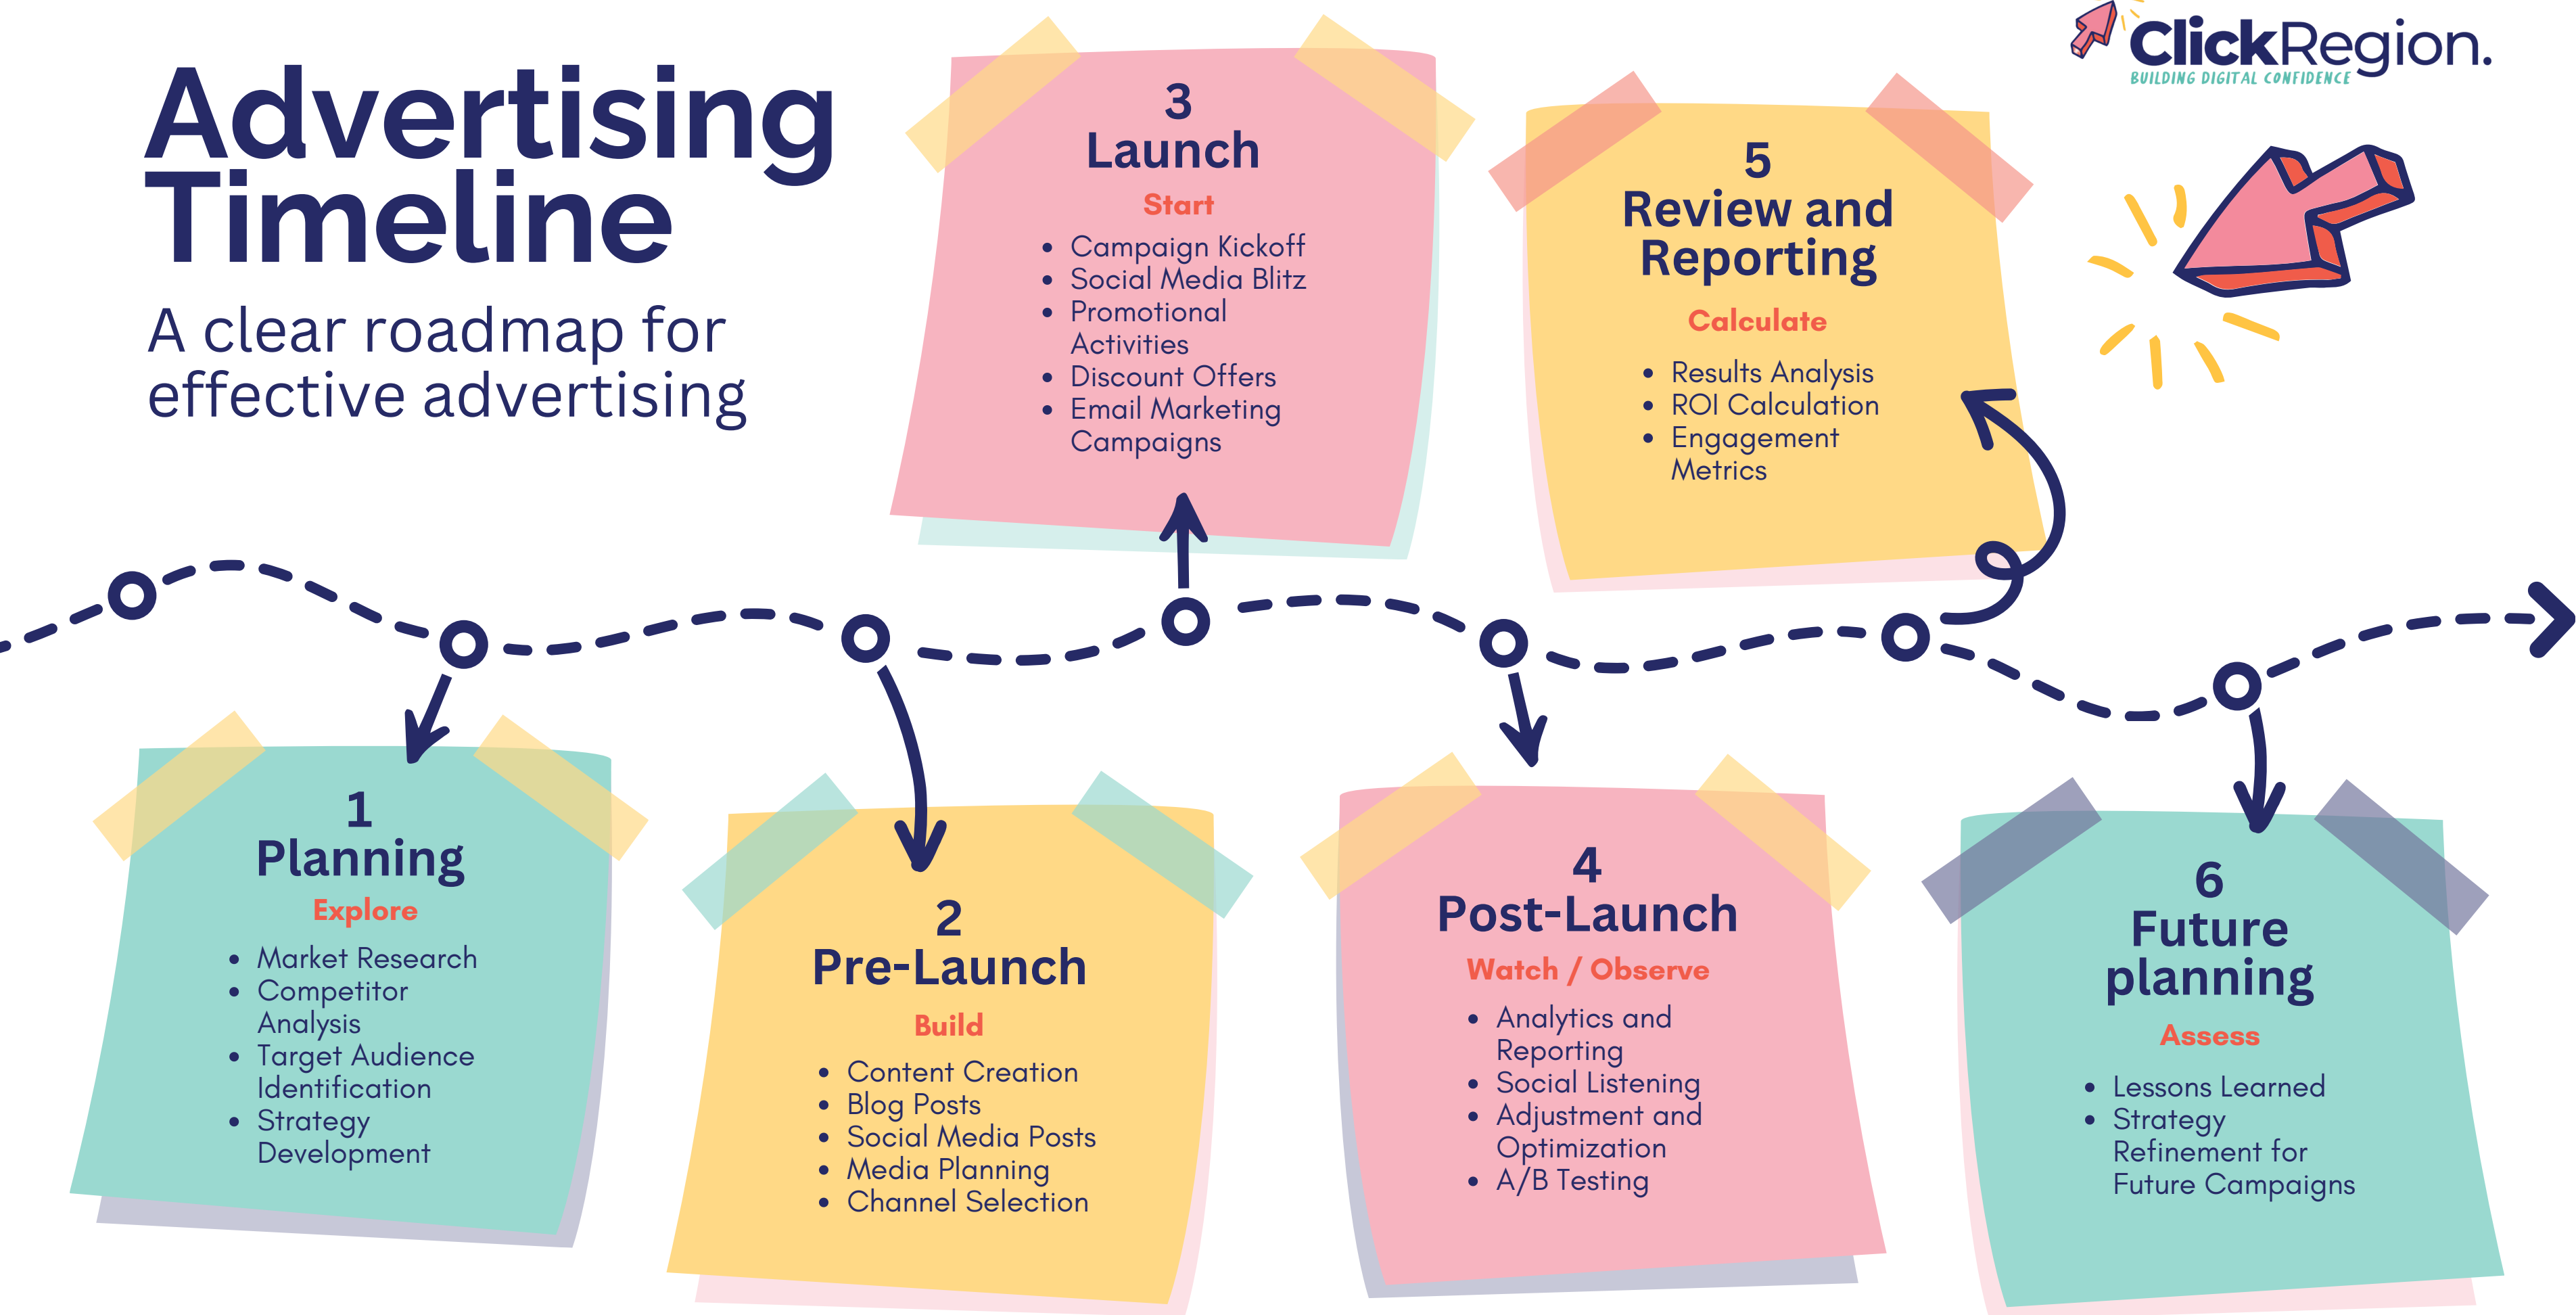 Advertising
Timeline
A clear roadmap for
effective advertising
ClickRegion.
BUILDING DIGITAL CONFIDENCE
1
Planning
Explore
• Market Research
• Competitor
Analysis
• Target Audience
Identification
• Strategy
Development
2
Pre-Launch
Build
• Content Creation
• Blog Posts
• Social Media Posts
• Media Planning
• Channel Selection
3
Launch
Start
• Campaign Kickoff
• Social Media Blitz
• Promotional
Activities
• Discount Offers
• Email Marketing
Campaigns
4
Post-Launch
Watch / Observe
• Analytics and
Reporting
• Social Listening
• Adjustment and
Optimization
• A/B Testing
5
Review and
Reporting
Calculate
• Results Analysis
• ROI Calculation
• Engagement
Metrics
6
Future
planning
Assess
• Lessons Learned
• Strategy
Refinement for
Future Campaigns